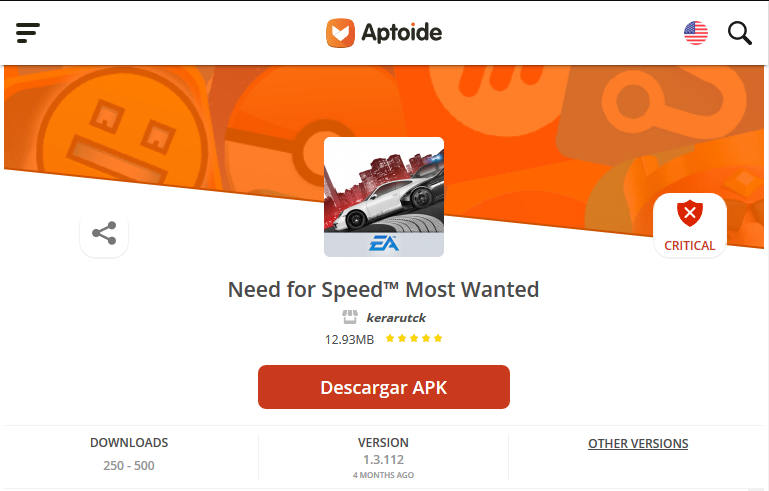 Aptoide
EA
CRITICAL
Need for Speed™ Most Wanted
kerarutck
12.93MB
Descargar APK
DOWNLOADS
250 - 500
VERSION
1.3.112
4 MONTHS AGO
OTHER VERSIONS